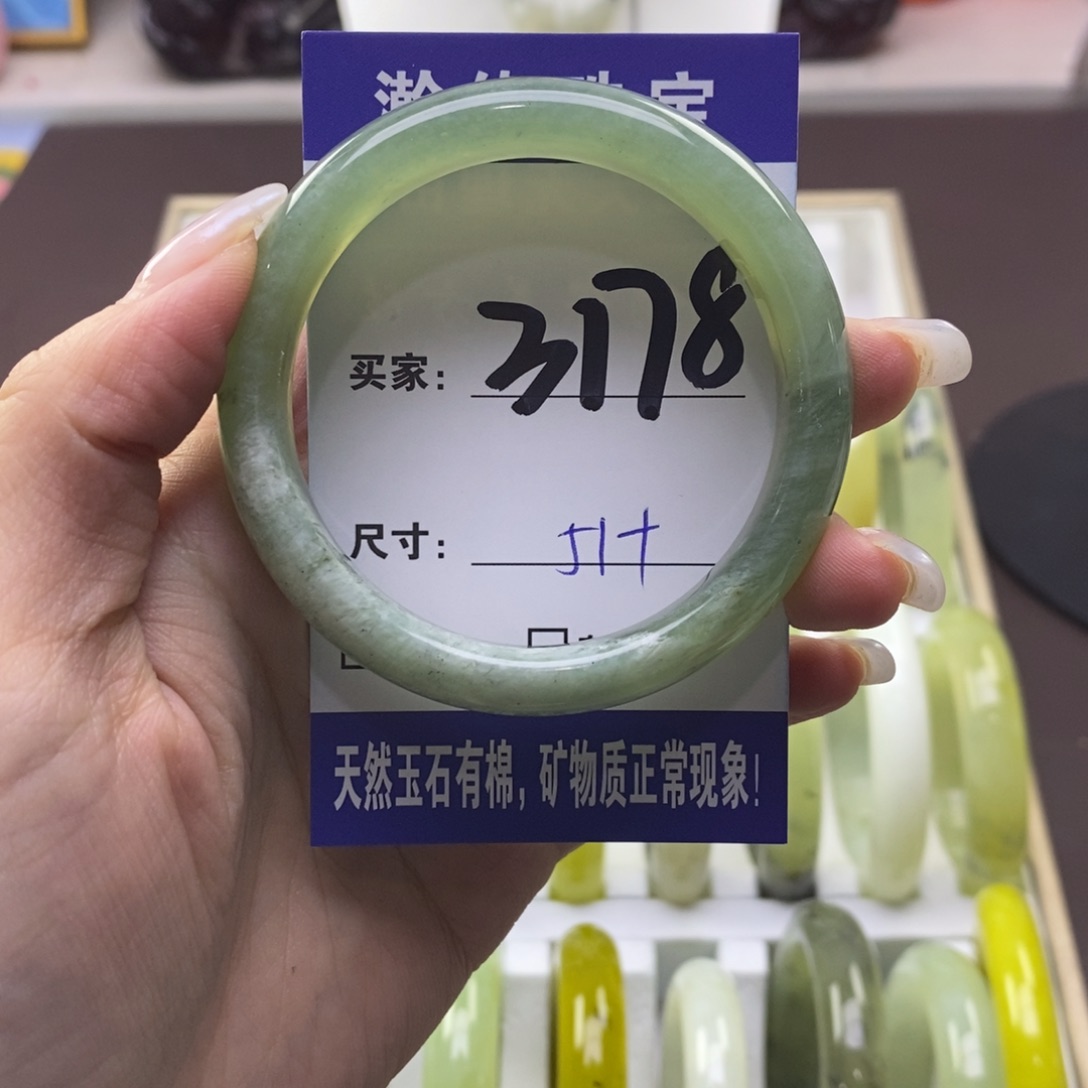 买家: 3178
尺寸: 51+
天然玉石有棉,矿物质正常现象!